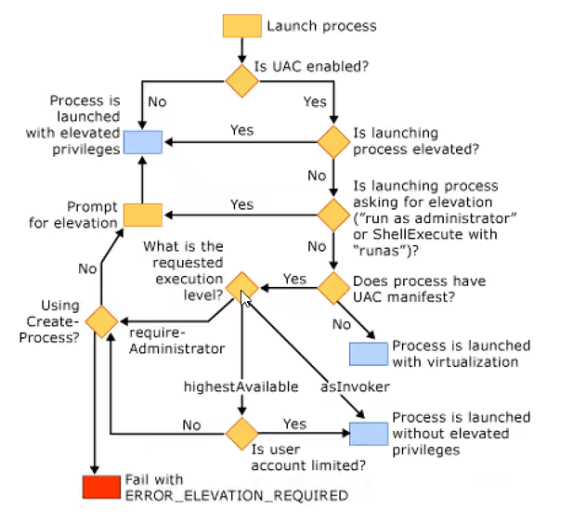 Launch process
Is UAC enabled?
No
Yes
Process is
launched
with elevated
privileges
Yes
Is launching
process elevated?
No
Is launching process
asking for elevation
("run as administrator"
or ShellExecute with
"runas")?
Yes
Prompt
for elevation
No
What is the
requested
execution
level?
Yes
Does process have
UAC manifest?
No
No
Process is launched
with virtualization
Using
Create-
Process?
require-
Administrator
highestAvailable
asInvoker
No
Yes
Process is launched
without elevated
privileges
Is user
account limited?
Fail with
ERROR_ELEVATION_REQUIRED